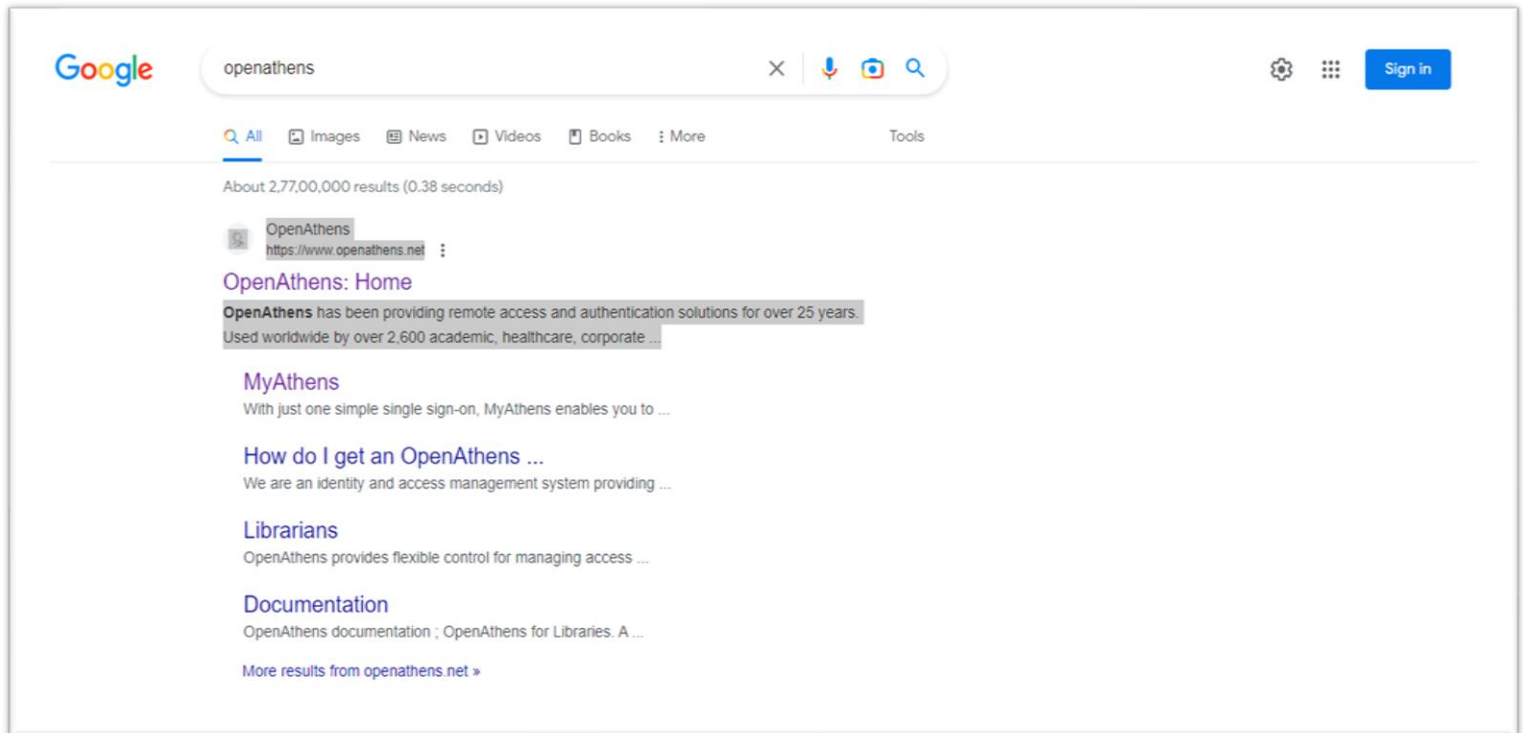 Google
openathens
Sign in
All Images News Videos Books More Tools
About 2,77,00,000 results (0.38 seconds)
OpenAthens
https://www.openathens.net
OpenAthens: Home
OpenAthens has been providing remote access and authentication solutions for over 25 years.
Used worldwide by over 2,600 academic, healthcare, corporate ...
MyAthens
With just one simple single sign-on, MyAthens enables you to ...
How do I get an OpenAthens ...
We are an identity and access management system providing ...
Librarians
OpenAthens provides flexible control for managing access ...
Documentation
OpenAthens documentation ; OpenAthens for Libraries. A ...
More results from openathens.net »